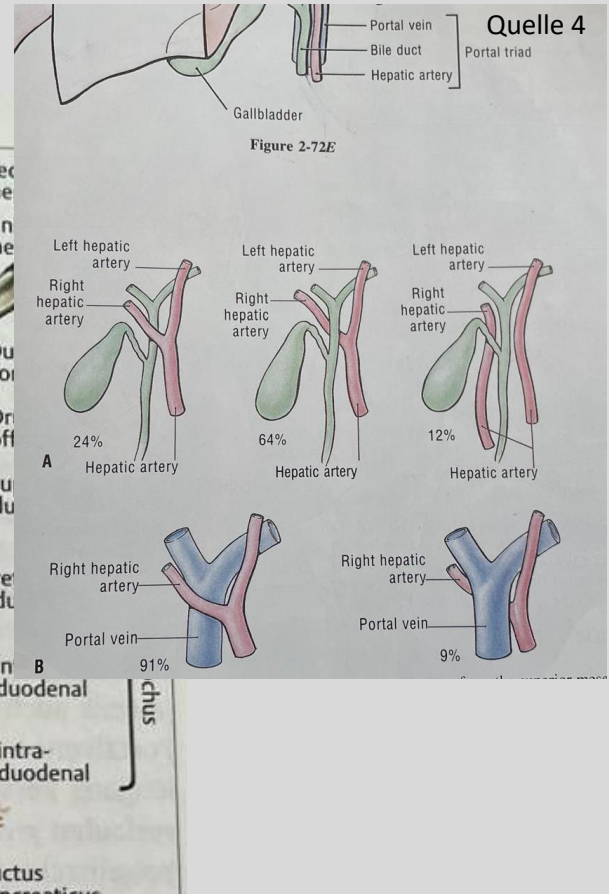 Quelle 4
Portal vein
Bile duct
Hepatic artery
Portal triad
Gallbladder
Figure 2-72E
Left hepatic
artery
Right
hepatic
artery
24%
Hepatic artery
Left hepatic
artery
Right
hepatic
artery
64%
Hepatic artery
Left hepatic
artery
Right
hepatic
artery
12%
Hepatic artery
A
Right hepatic
artery
Portal vein
91%
Right hepatic
artery
Portal vein
9%
B
duodenal
intra-
duodenal
chus